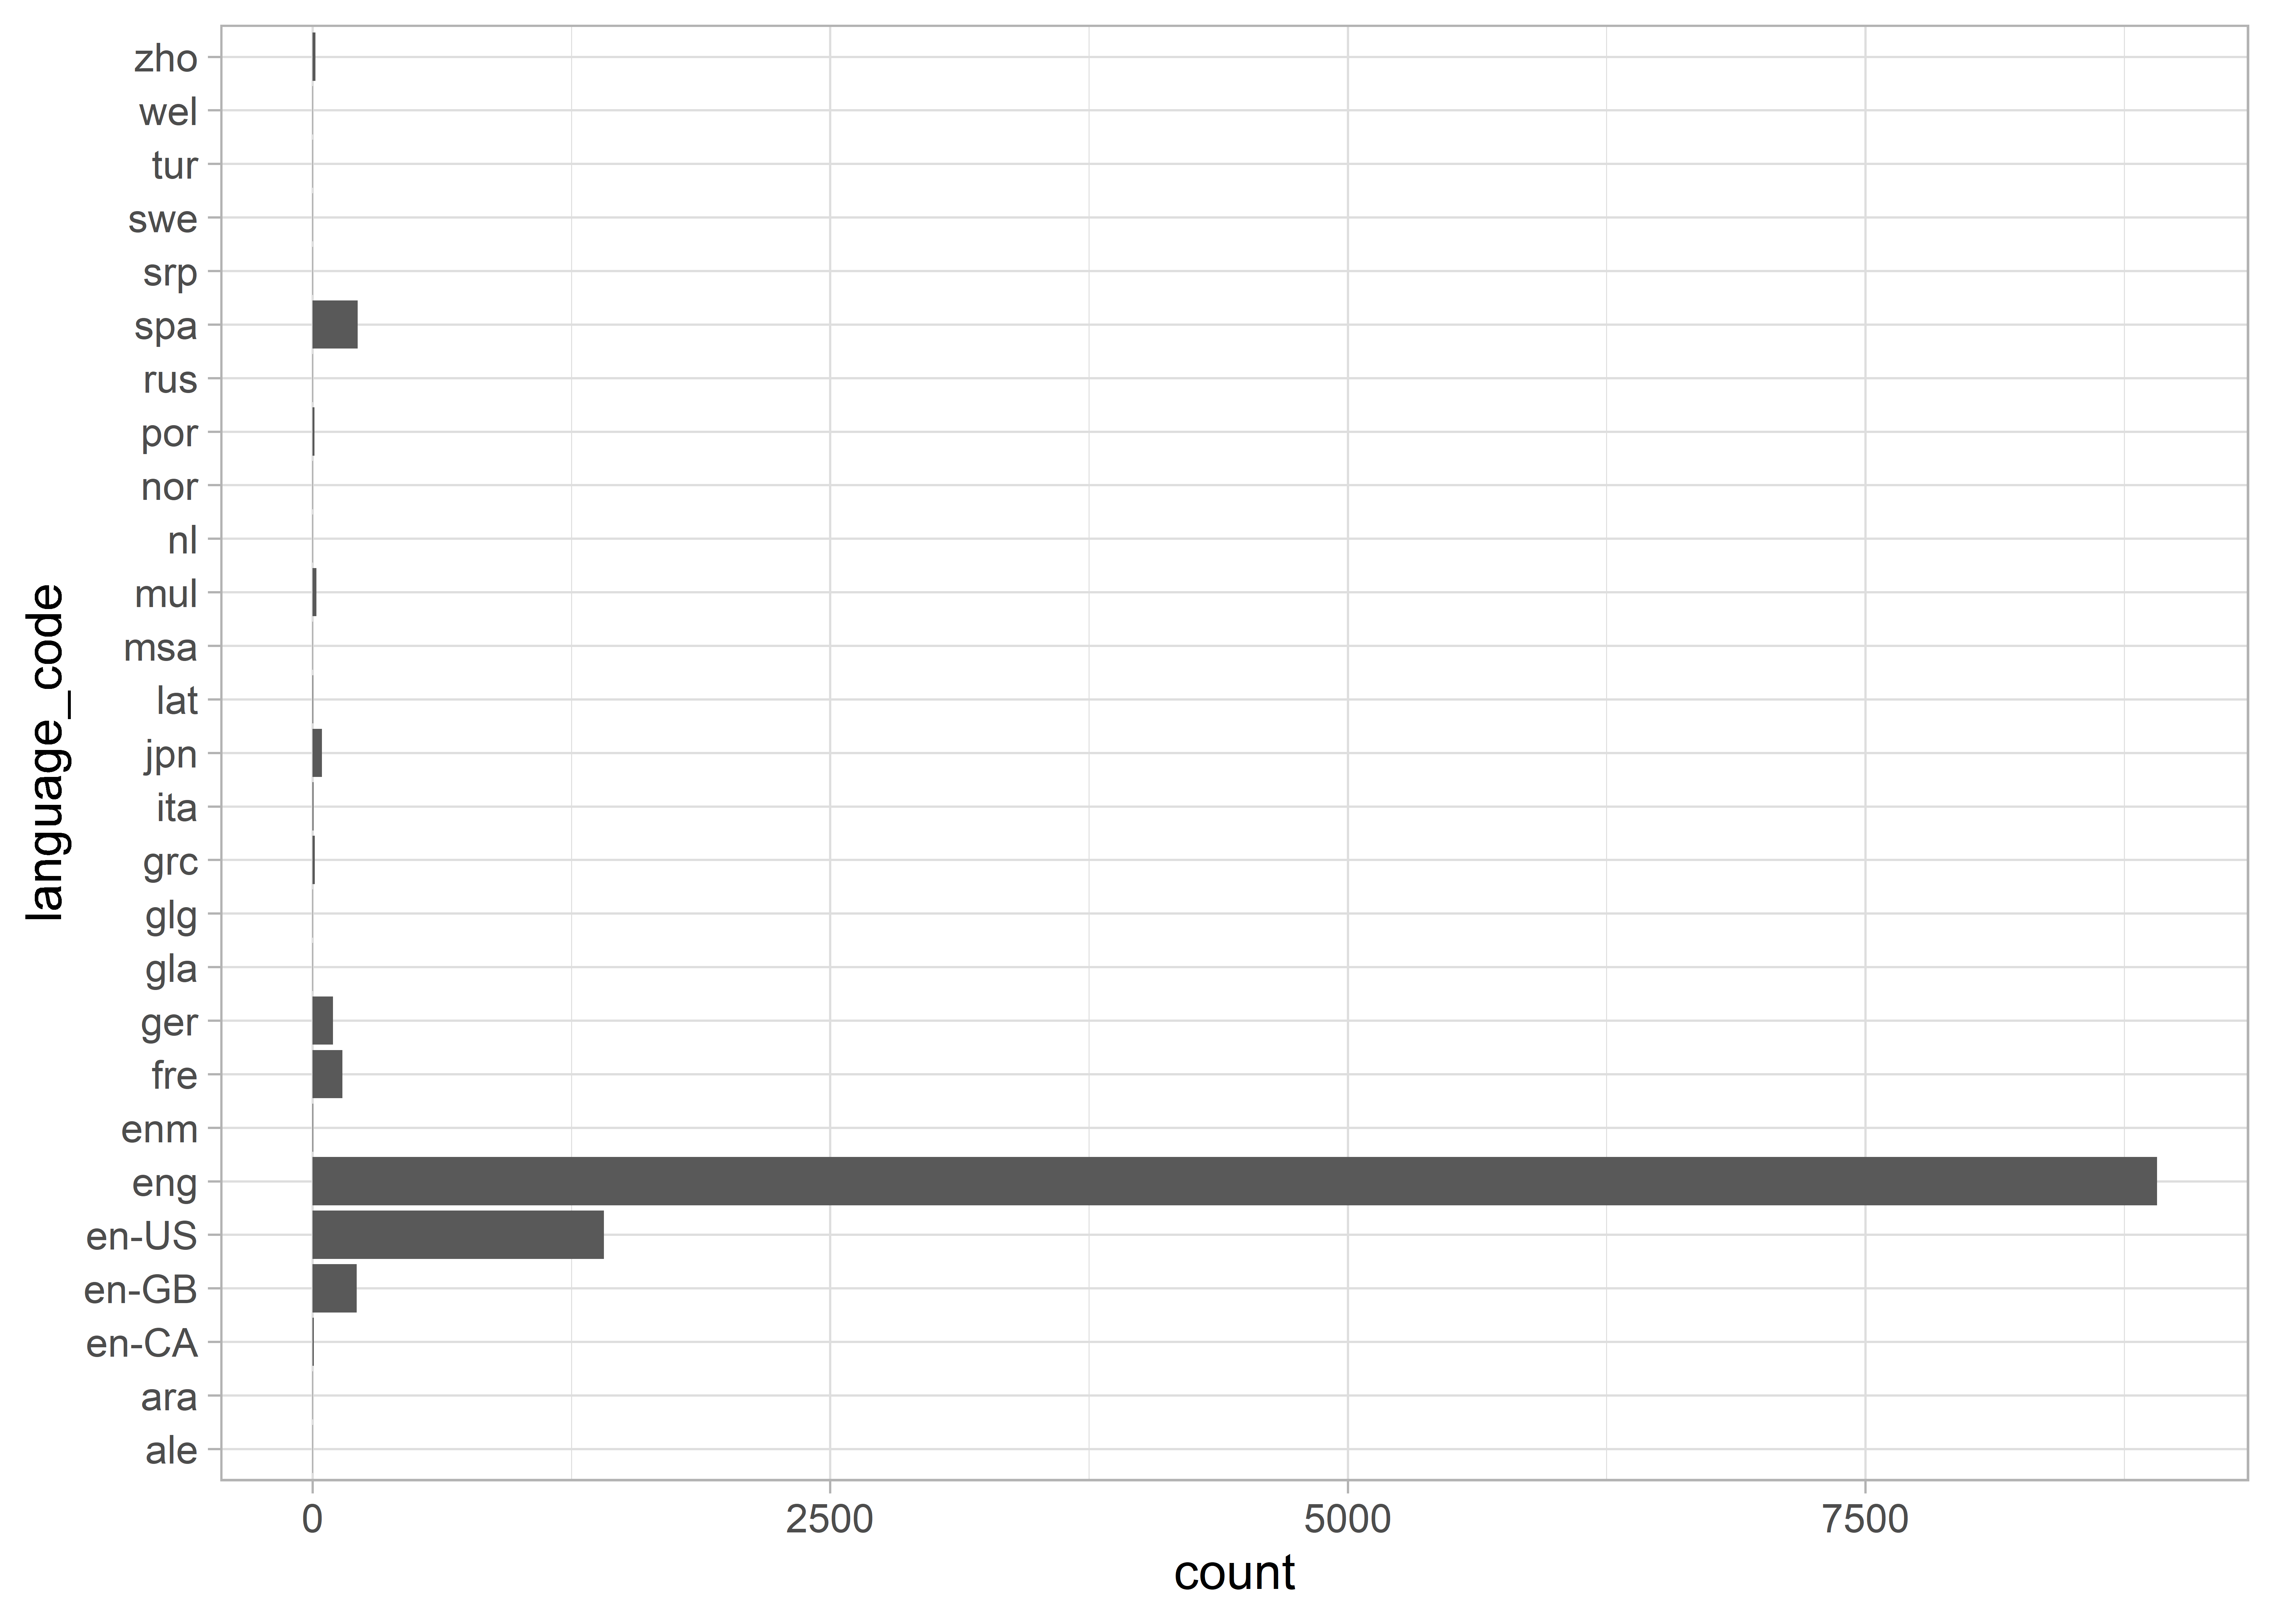 zho
wel
tur
swe
srp
spa
rus
por
nor
nl
mul
msa
lat
jpn
ita
grc
glg
gla
ger
fre
enm
eng
en-US
en-GB
en-CA
ara
ale
language_code
0 2500 5000 7500
count